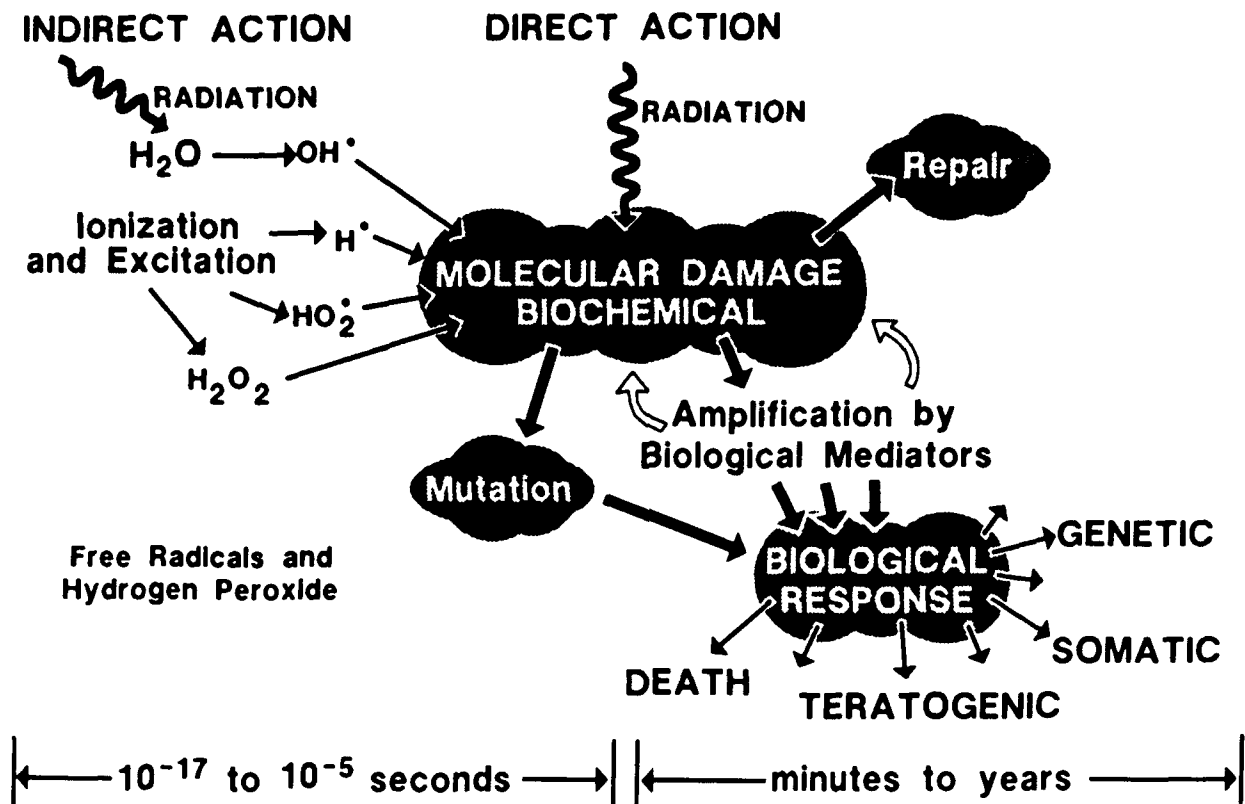 INDIRECT ACTION
DIRECT ACTION
RADIATION
RADIATION
H₂O
OH·
Repair
Ionization
and Excitation
H·
MOLECULAR DAMAGE
BIOCHEMICAL
HO₂·
H₂O₂
Amplification by
Biological Mediators
Mutation
Free Radicals and
Hydrogen Peroxide
BIOLOGICAL
RESPONSE
GENETIC
SOMATIC
DEATH
TERATOGENIC
10⁻¹⁷ to 10⁻⁵ seconds
minutes to years